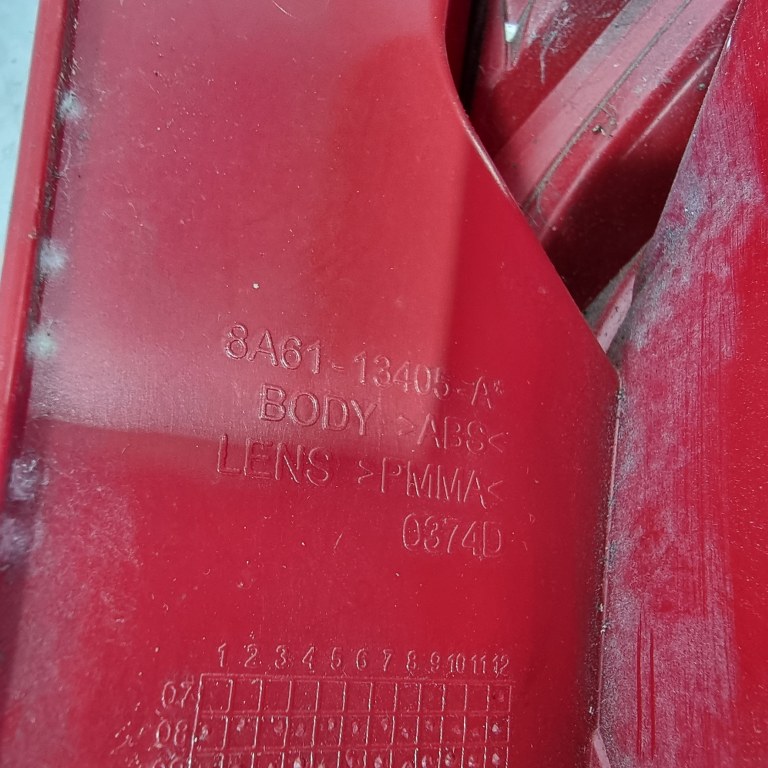 8A61-13405-A*
BODY >ABS<
LENS >PMMA<
0374D
1 2 3 4 5 6 7 8 9 10 11 12
07
08